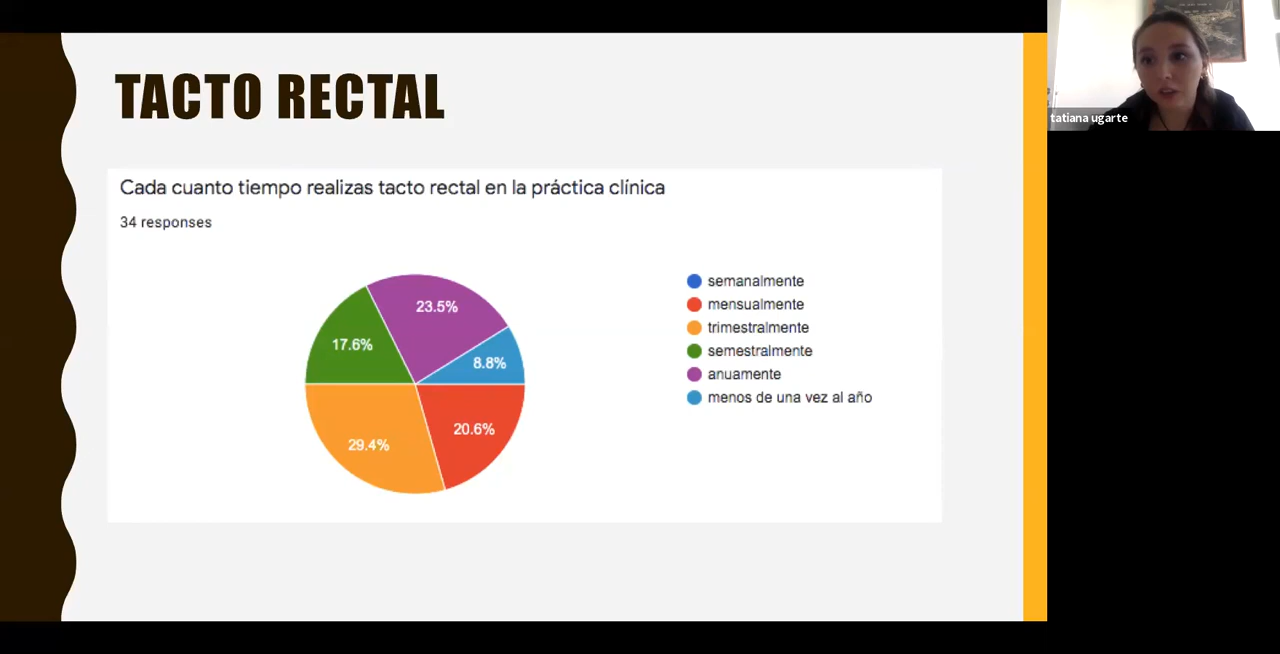 TACTO RECTAL
Cada cuanto tiempo realizas tacto rectal en la práctica clínica
34 responses
23.5%
17.6%
8.8%
29.4%
20.6%
semanalmente
mensualmente
trimestralmente
semestralmente
anuamente
menos de una vez al año
tatiana ugarte